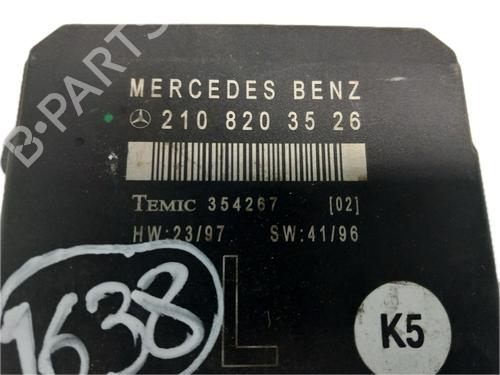 MERCEDES BENZ
210 820 35 26
TEMIC 354267 [02]
HW:23/97 SW:41/96
L
1638
K5
B-PARTS